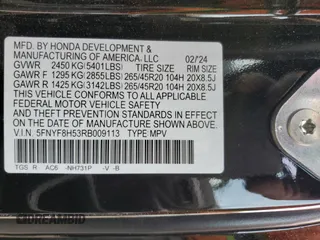 MFD. BY HONDA DEVELOPMENT &
MANUFACTURING OF AMERICA, LLC 02/24
GVWR 2450 KG(5401LBS) TIRE SIZE RIM SIZE
GAWR F 1295 KG(2855LBS) 265/45R20 104H 20X8.5J
GAWR R 1425 KG(3142LBS) 265/45R20 104H 20X8.5J
THIS VEHICLE CONFORMS TO ALL APPLICABLE
FEDERAL MOTOR VEHICLE SAFETY
AND THEFT PREVENTION STANDARDS IN EFFECT ON
THE DATE OF MANUFACTURE SHOWN ABOVE.
V.I.N. 5FNYF8H53RB009113 TYPE: MPV
TGS R AC6 NH731P -V -B
IDREAMBID